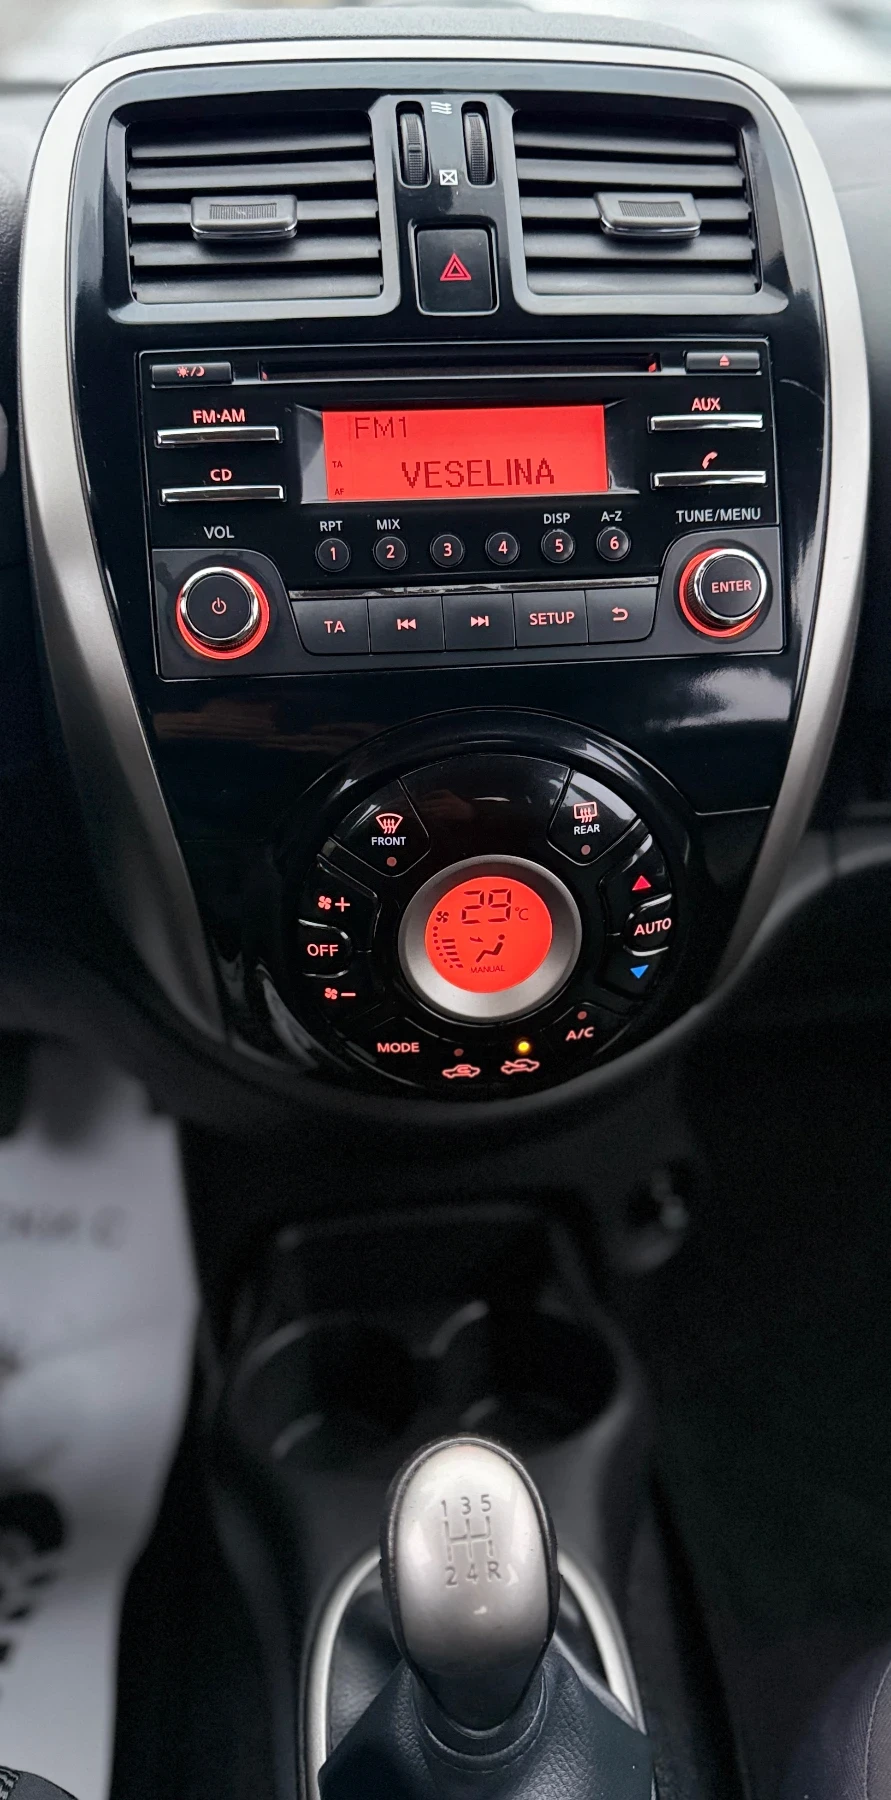 FM·AM
AUX
FM1
CD
TA
VESELINA
AF
VOL
RPT MIX DISP A-Z
TUNE/MENU
1 2 3 4 5 6
ENTER
TA SETUP
FRONT
REAR
+
29 °C
OFF
AUTO
MANUAL
−
MODE
A/C
1 3 5
2 4 R